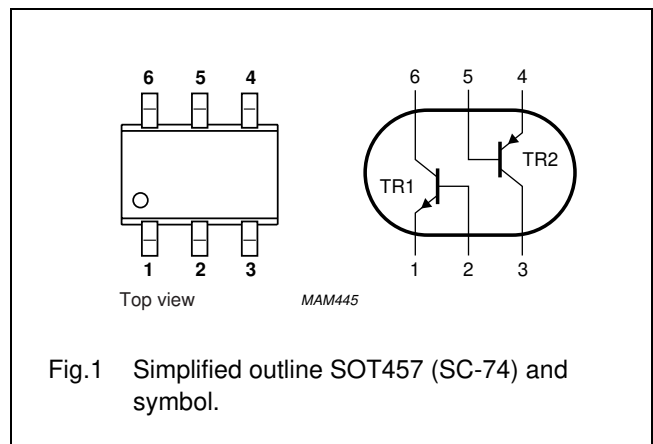 6 5 4
1 2 3
Top view
6 5 4
TR1
TR2
1 2 3
MAM445
Fig.1 Simplified outline SOT457 (SC-74) and
symbol.